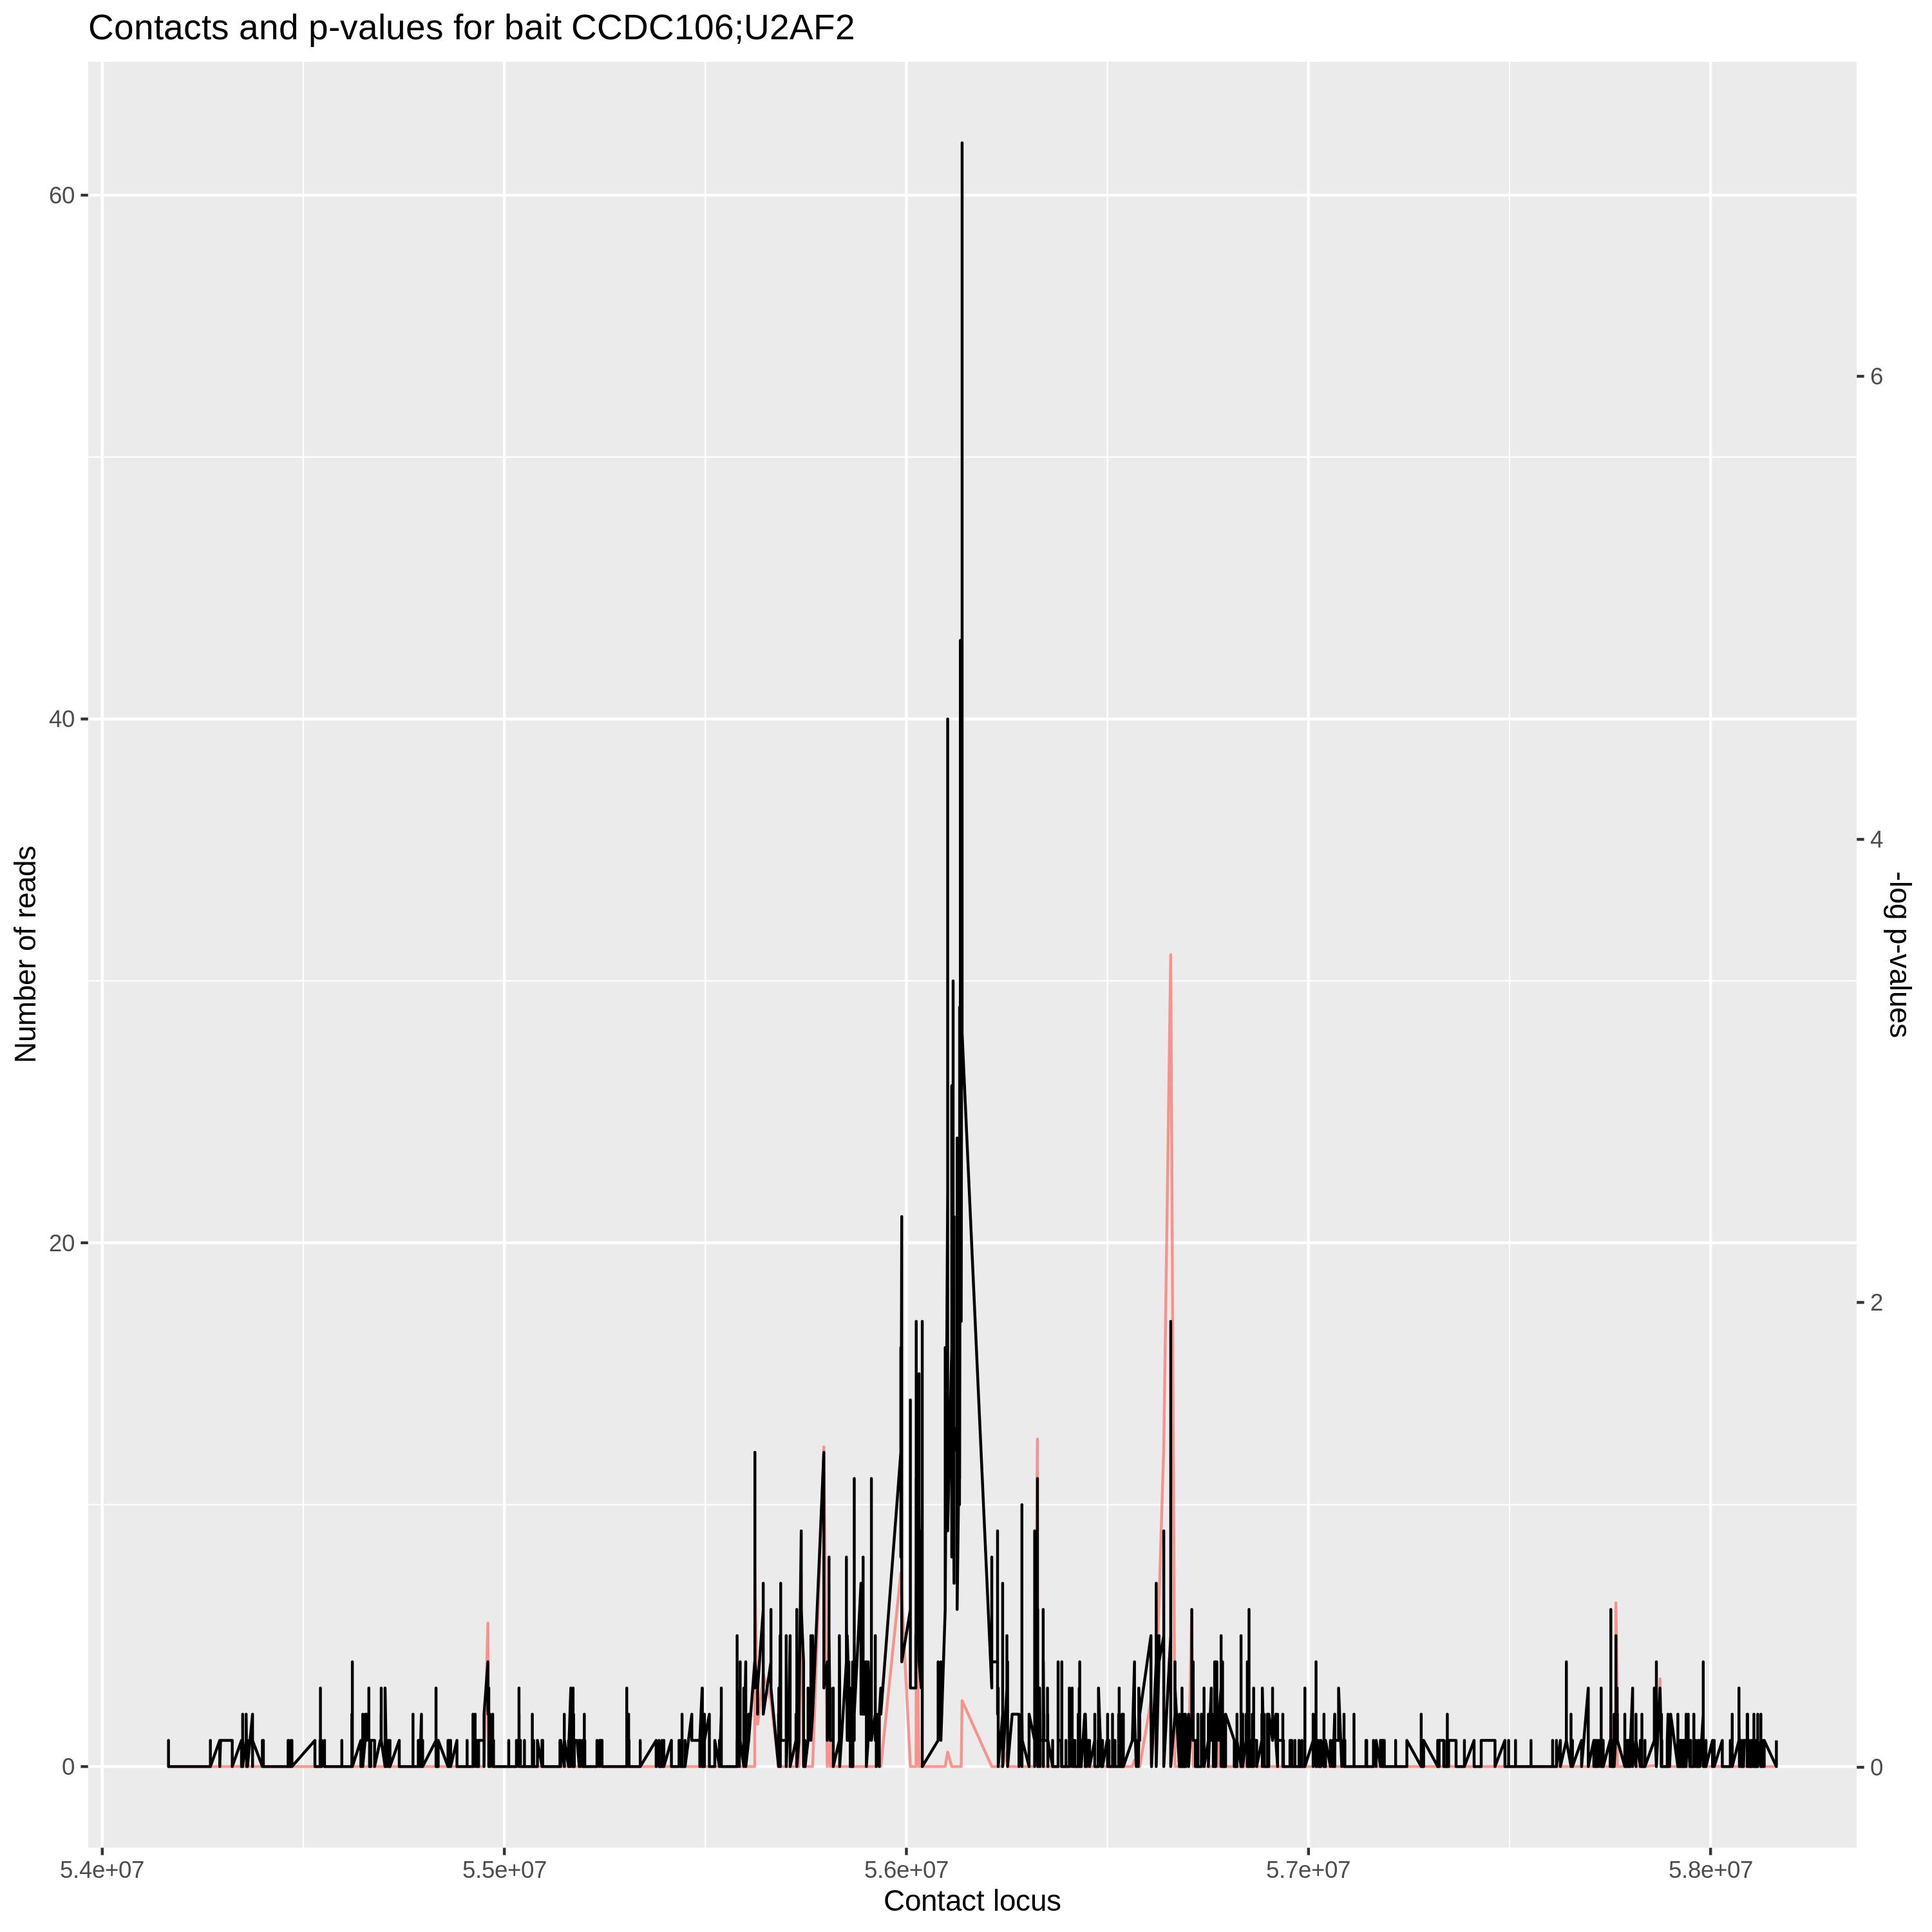 Contacts and p-values for bait CCDC106;U2AF2
60
40
20
0
Number of reads
6
4
2
0
-log p-values
5.4e+07 5.5e+07 5.6e+07 5.7e+07 5.8e+07
Contact locus